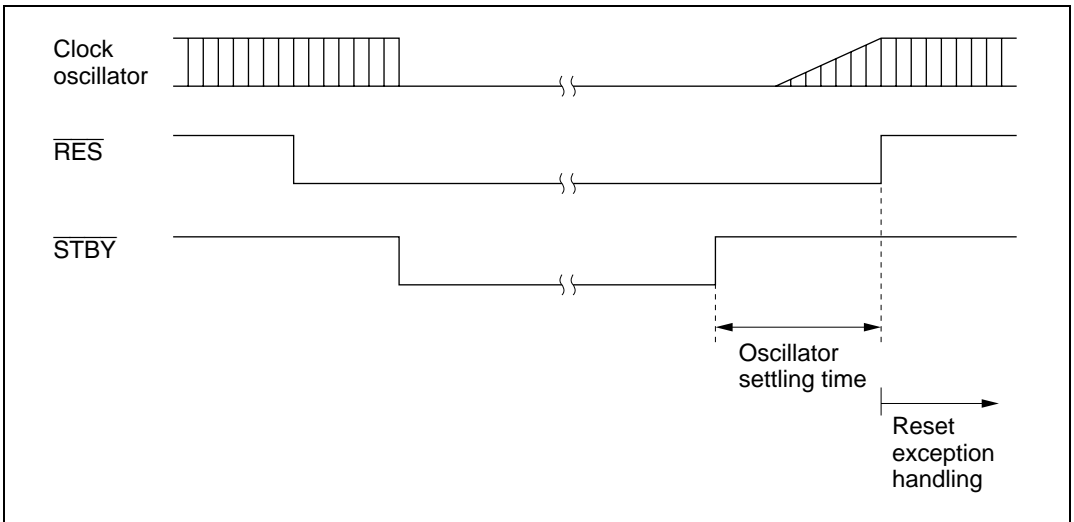 Clock
oscillator
RES
STBY
Oscillator
settling time
Reset
exception
handling